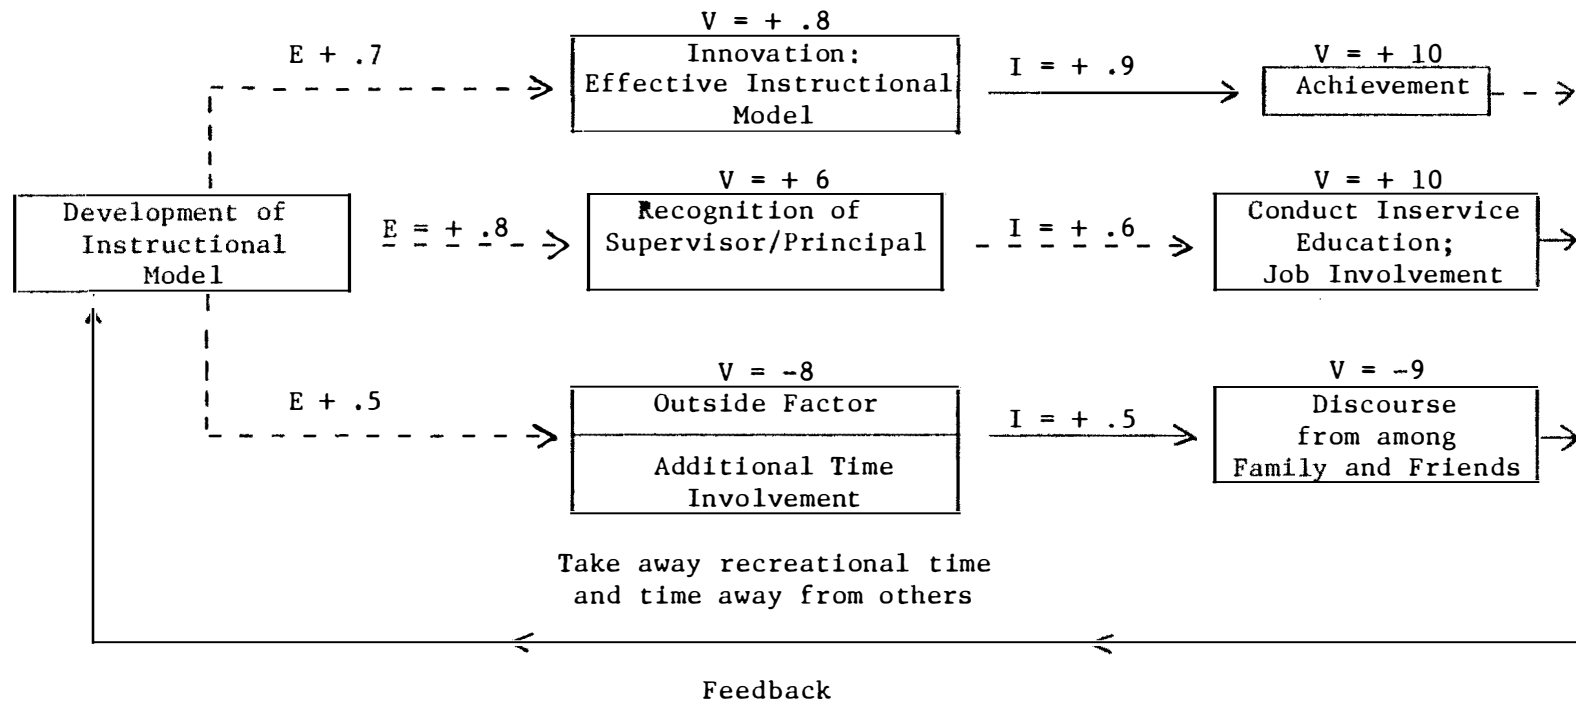 V = + .8
E + .7
Innovation:
Effective Instructional
Model
I = + .9
V = + 10
Achievement
Development of
Instructional
Model
E = + .8
V = + 6
Recognition of
Supervisor/Principal
I = + .6
V = + 10
Conduct Inservice
Education;
Job Involvement
E + .5
V = -8
Outside Factor
Additional Time
Involvement
I = + .5
V = -9
Discourse
from among
Family and Friends
Take away recreational time
and time away from others
Feedback